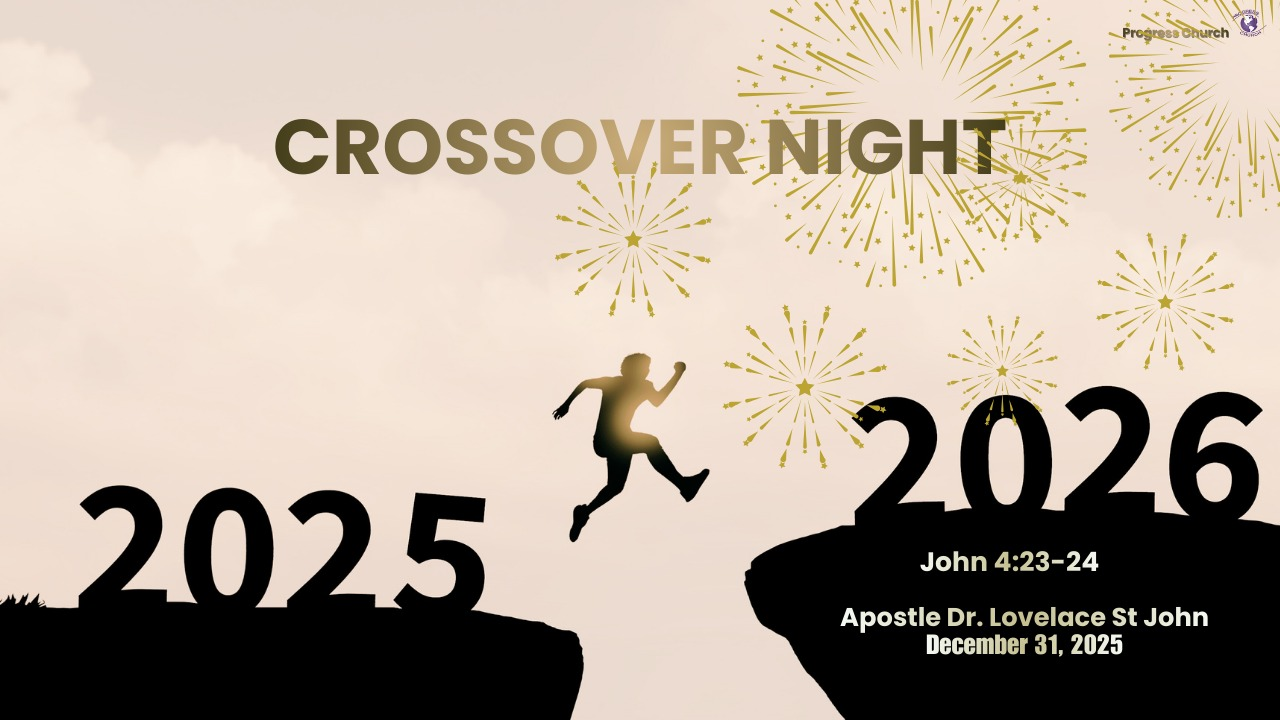 Progress Church
CROSSOVER NIGHT
2025
2026
John 4:23-24
Apostle Dr. Lovelace St John
December 31, 2025